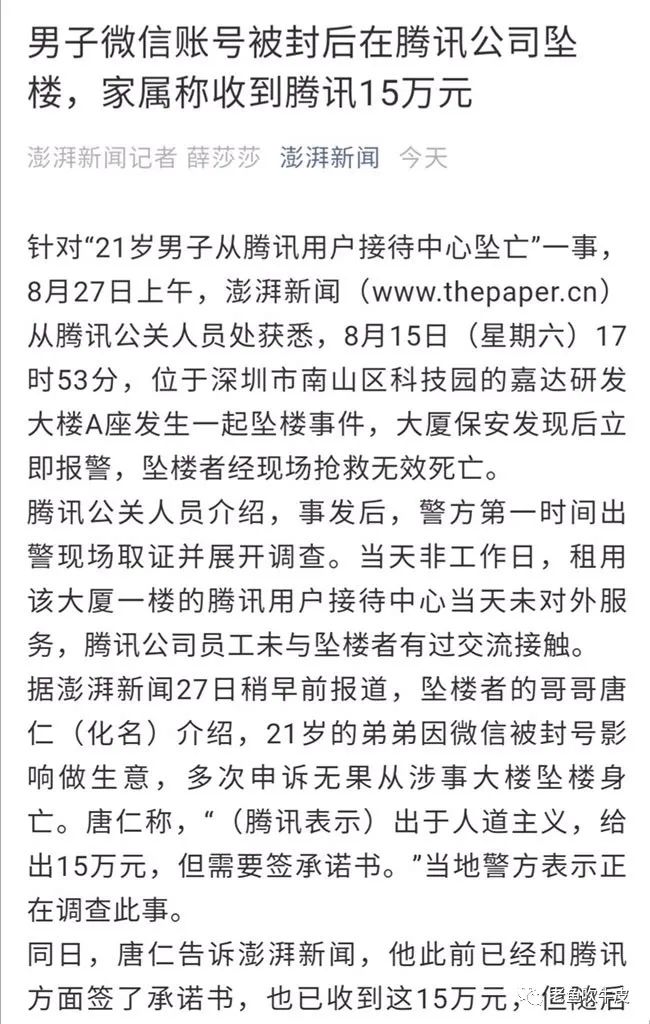 男子微信账号被封后在腾讯公司坠
楼，家属称收到腾讯15万元
澎湃新闻记者 薛莎莎 澎湃新闻 今天
针对“21岁男子从腾讯用户接待中心坠亡”一事，
8月27日上午，澎湃新闻（www.thepaper.cn）
从腾讯公关人员处获悉，8月15日（星期六）17
时53分，位于深圳市南山区科技园的嘉达研发
大楼A座发生一起坠楼事件，大厦保安发现后立
即报警，坠楼者经现场抢救无效死亡。
腾讯公关人员介绍，事发后，警方第一时间出
警现场取证并展开调查。当天非工作日，租用
该大厦一楼的腾讯用户接待中心当天未对外服
务，腾讯公司员工未与坠楼者有过交流接触。
据澎湃新闻27日稍早前报道，坠楼者的哥哥唐
仁（化名）介绍，21岁的弟弟因微信被封号影
响做生意，多次申诉无果从涉事大楼坠楼身
亡。唐仁称，“（腾讯表示）出于人道主义，给
出15万元，但需要签承诺书。”当地警方表示正
在调查此事。
同日，唐仁告诉澎湃新闻，他此前已经和腾讯
方面签了承诺书，也已收到这15万元，但随后
老鱼吹牛皮